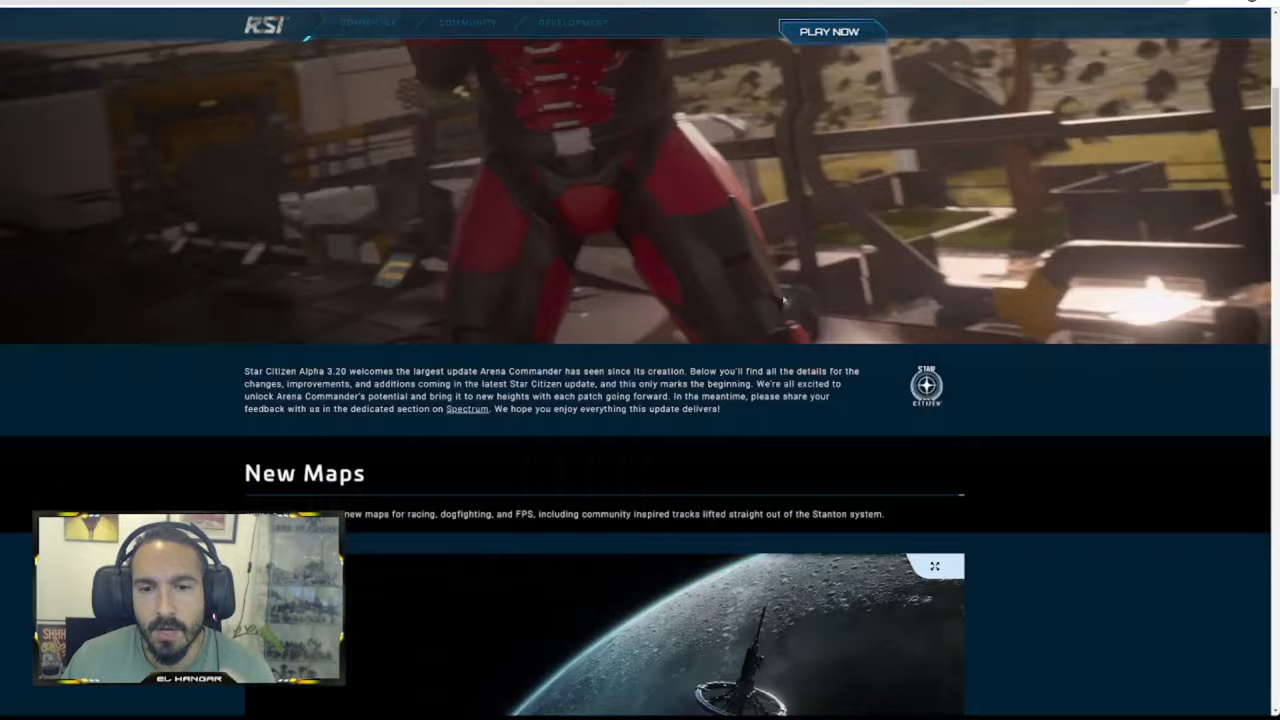 RSI
COMM-LINK
COMMUNITY
DEVELOPMENT
PLAY NOW
Star Citizen Alpha 3.20 welcomes the largest update Arena Commander has seen since its creation. Below you'll find all the details for the
changes, improvements, and additions coming in the latest Star Citizen update, and this only marks the beginning. We're all excited to
unlock Arena Commander's potential and bring it to new heights with each patch going forward. In the meantime, please share your
feedback with us in the dedicated section on Spectrum. We hope you enjoy everything this update delivers!
STAR
CITIZEN
New Maps
new maps for racing, dogfighting, and FPS, including community inspired tracks lifted straight out of the Stanton system.
SHHH
EL HANGAR